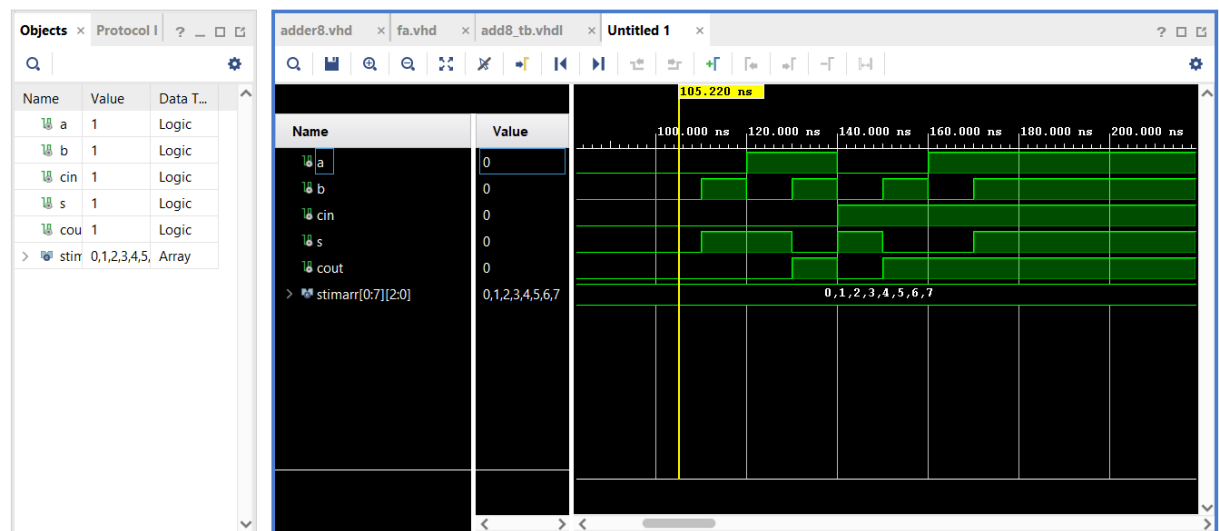 Objects × Protocol I ? _
adder8.vhd × fa.vhd × add8_tb.vhdl × Untitled 1 × ?
Name Value Data T...
a 1 Logic
b 1 Logic
cin 1 Logic
s 1 Logic
cou 1 Logic
> stim 0,1,2,3,4,5, Array
105.220 ns
Name Value
100.000 ns 120.000 ns 140.000 ns 160.000 ns 180.000 ns 200.000 ns
a 0
b 0
cin 0
s 0
cout 0
> stimarr[0:7][2:0] 0,1,2,3,4,5,6,7 0,1,2,3,4,5,6,7